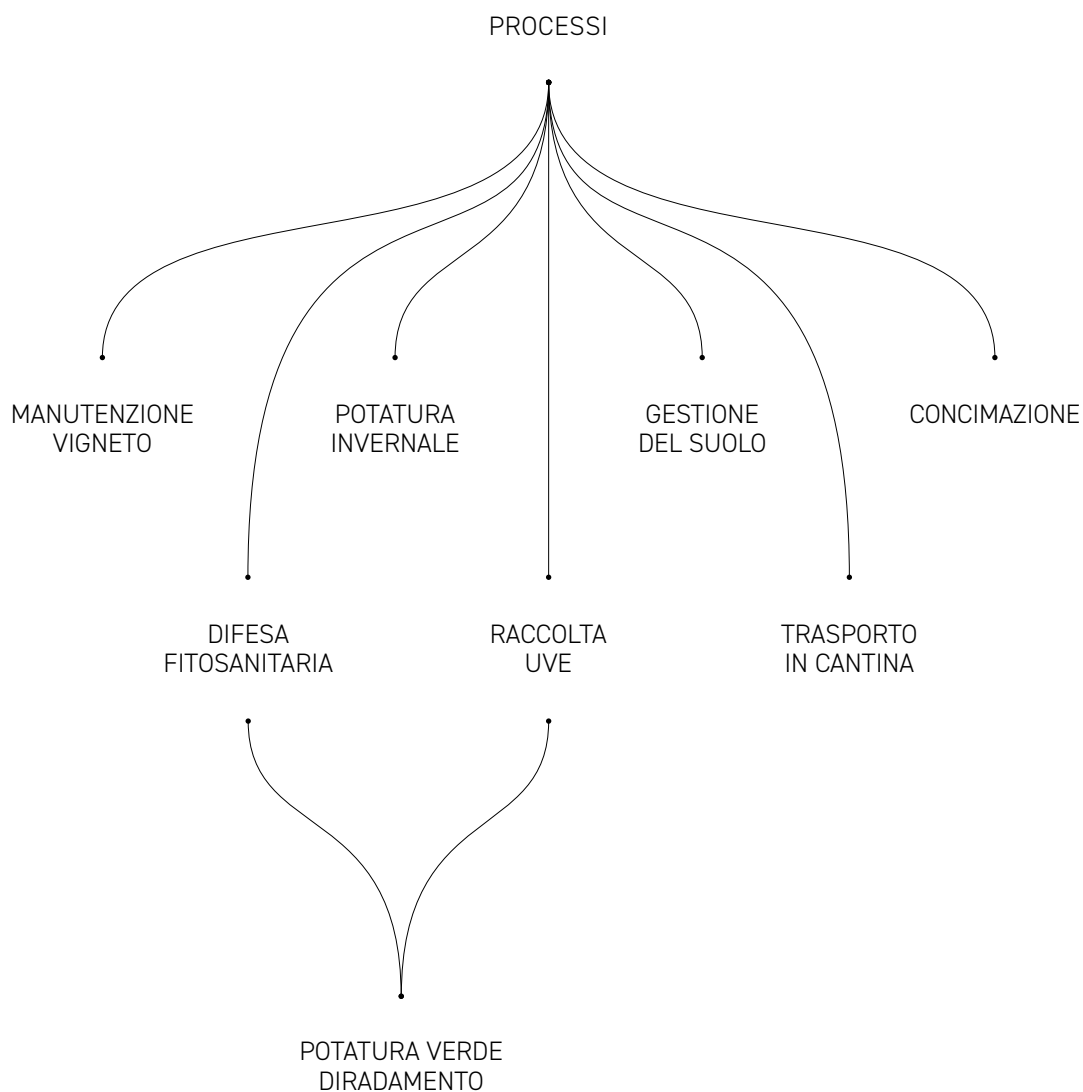 PROCESSI
MANUTENZIONE
VIGNETO
POTATURA
INVERNALE
GESTIONE
DEL SUOLO
CONCIMAZIONE
DIFESA
FITOSANITARIA
RACCOLTA
UVE
TRASPORTO
IN CANTINA
POTATURA VERDE
DIRADAMENTO